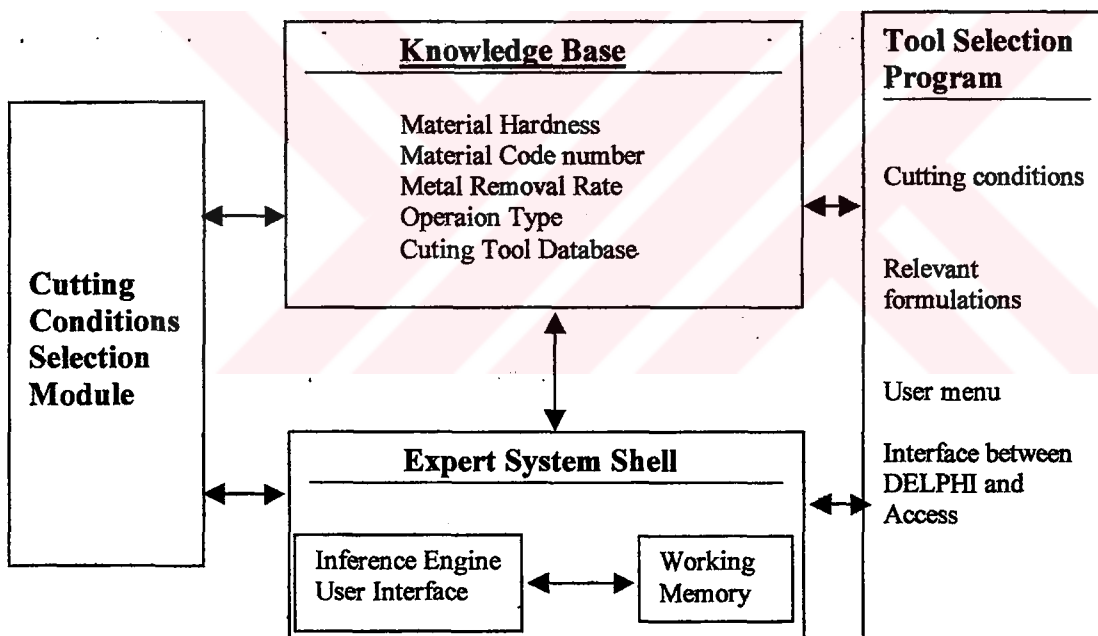 Knowledge Base
Material Hardness
Material Code number
Metal Removal Rate
Operaion Type
Cuting Tool Database
Tool Selection
Program
Cutting conditions
Relevant
formulations
User menu
Interface between
DELPHI and
Access
Cutting
Conditions
Selection
Module
Expert System Shell
Inference Engine
User Interface
Working
Memory